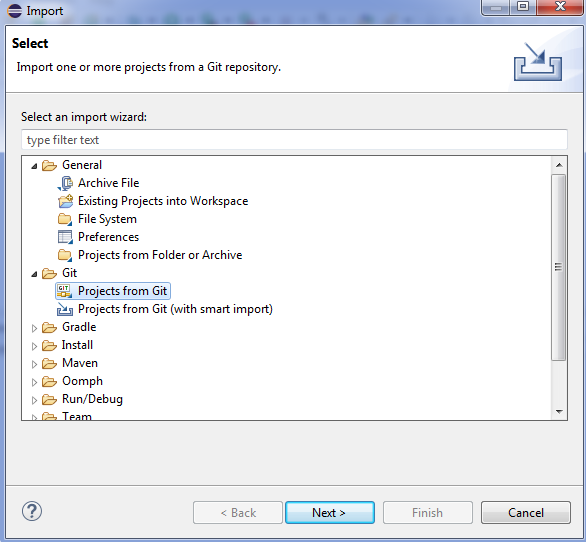 Import
Select
Import one or more projects from a Git repository.
Select an import wizard:
type filter text
General
Archive File
Existing Projects into Workspace
File System
Preferences
Projects from Folder or Archive
Git
GIT Projects from Git
Projects from Git (with smart import)
Gradle
Install
Maven
Oomph
Run/Debug
Team
?
< Back
Next >
Finish
Cancel